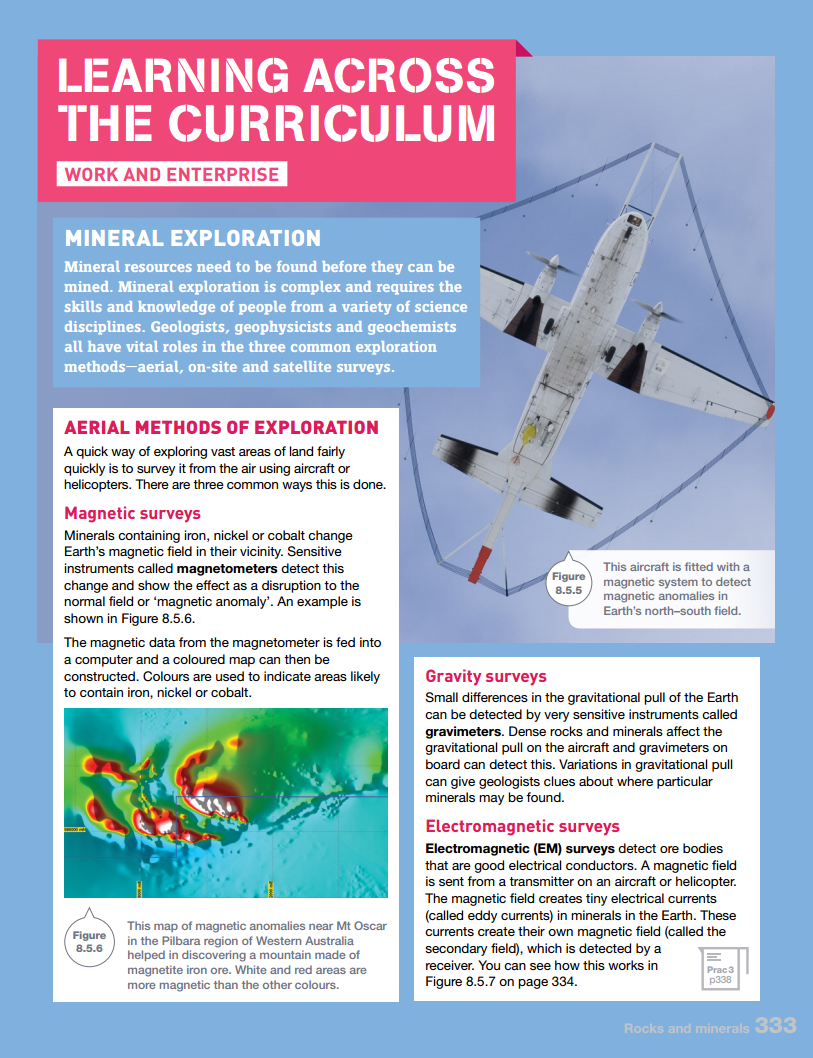 LEARNING ACROSS
THE CURRICULUM
WORK AND ENTERPRISE
MINERAL EXPLORATION
Mineral resources need to be found before they can be
mined. Mineral exploration is complex and requires the
skills and knowledge of people from a variety of science
disciplines. Geologists, geophysicists and geochemists
all have vital roles in the three common exploration
methods—aerial, on-site and satellite surveys.
AERIAL METHODS OF EXPLORATION
A quick way of exploring vast areas of land fairly
quickly is to survey it from the air using aircraft or
helicopters. There are three common ways this is done.
Magnetic surveys
Minerals containing iron, nickel or cobalt change
Earth's magnetic field in their vicinity. Sensitive
instruments called magnetometers detect this
change and show the effect as a disruption to the
normal field or 'magnetic anomaly'. An example is
shown in Figure 8.5.6.
The magnetic data from the magnetometer is fed into
a computer and a coloured map can then be
constructed. Colours are used to indicate areas likely
to contain iron, nickel or cobalt.
Figure
8.5.6
This map of magnetic anomalies near Mt Oscar
in the Pilbara region of Western Australia
helped in discovering a mountain made of
magnetite iron ore. White and red areas are
more magnetic than the other colours.
Figure
8.5.5
This aircraft is fitted with a
magnetic system to detect
magnetic anomalies in
Earth's north–south field.
Gravity surveys
Small differences in the gravitational pull of the Earth
can be detected by very sensitive instruments called
gravimeters. Dense rocks and minerals affect the
gravitational pull on the aircraft and gravimeters on
board can detect this. Variations in gravitational pull
can give geologists clues about where particular
minerals may be found.
Electromagnetic surveys
Electromagnetic (EM) surveys detect ore bodies
that are good electrical conductors. A magnetic field
is sent from a transmitter on an aircraft or helicopter.
The magnetic field creates tiny electrical currents
(called eddy currents) in minerals in the Earth. These
currents create their own magnetic field (called the
secondary field), which is detected by a
receiver. You can see how this works in
Figure 8.5.7 on page 334.
Prac 3
p338
Rocks and minerals 333